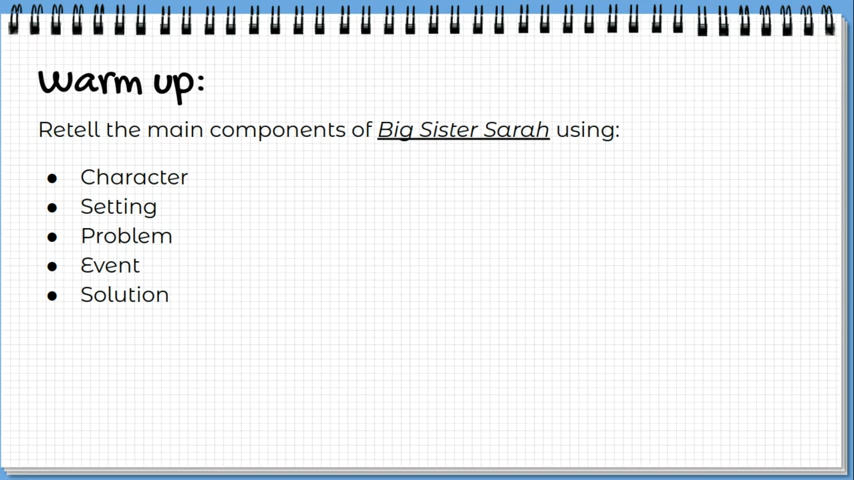 Warm up:
Retell the main components of Big Sister Sarah using:
● Character
● Setting
● Problem
● Event
● Solution